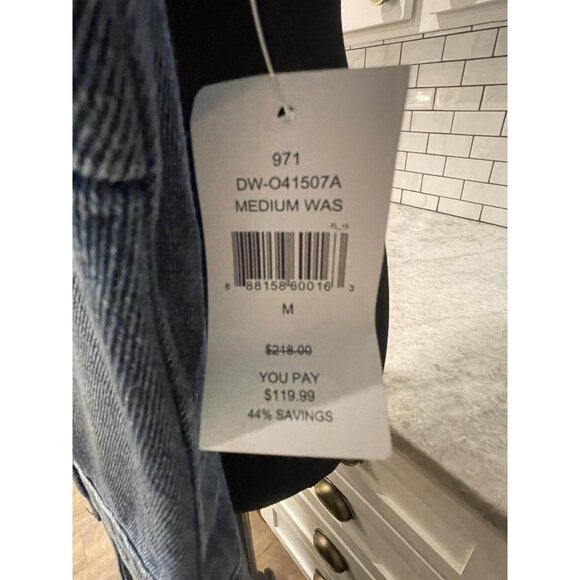 971
DW-O41507A
MEDIUM WAS
8 88158 60016 3
M
$218.00
YOU PAY
$119.99
44% SAVINGS